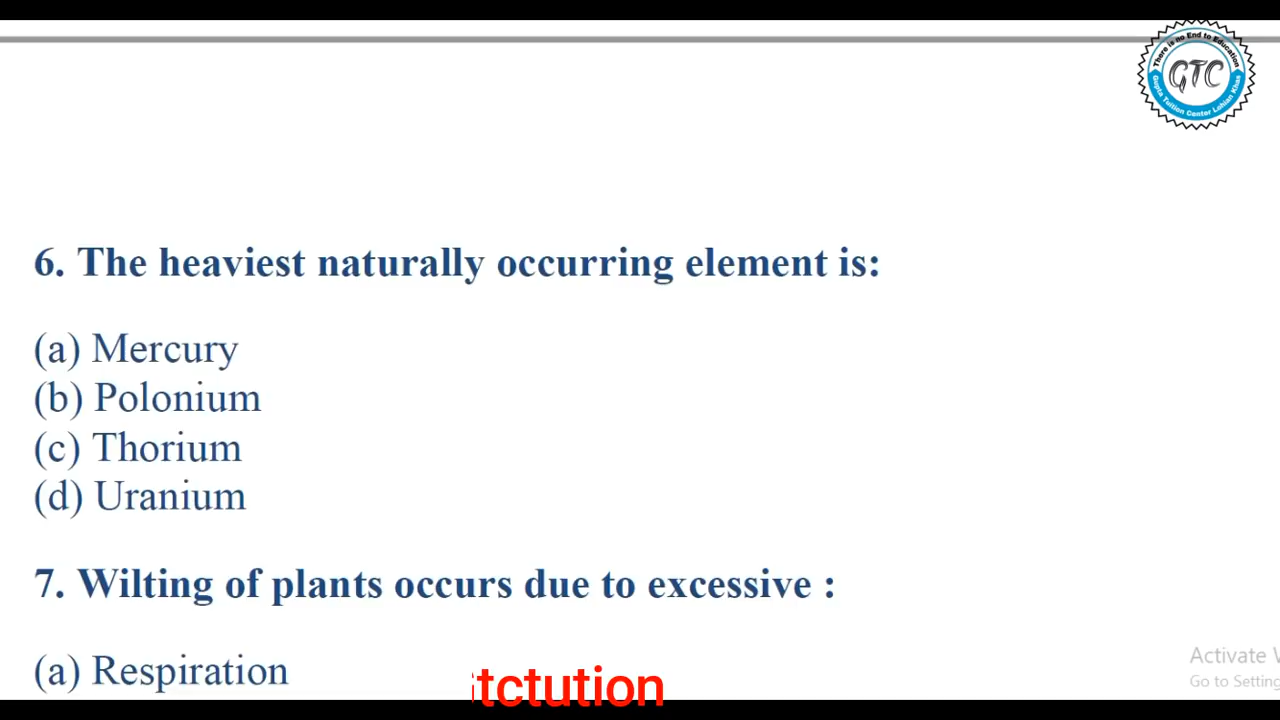 There is no End to Education
GTC
Gupta Tuition Center Lohian Khas
6. The heaviest naturally occurring element is:
(a) Mercury
(b) Polonium
(c) Thorium
(d) Uranium
7. Wilting of plants occurs due to excessive :
(a) Respiration
tctution
Activate
Go to Setting